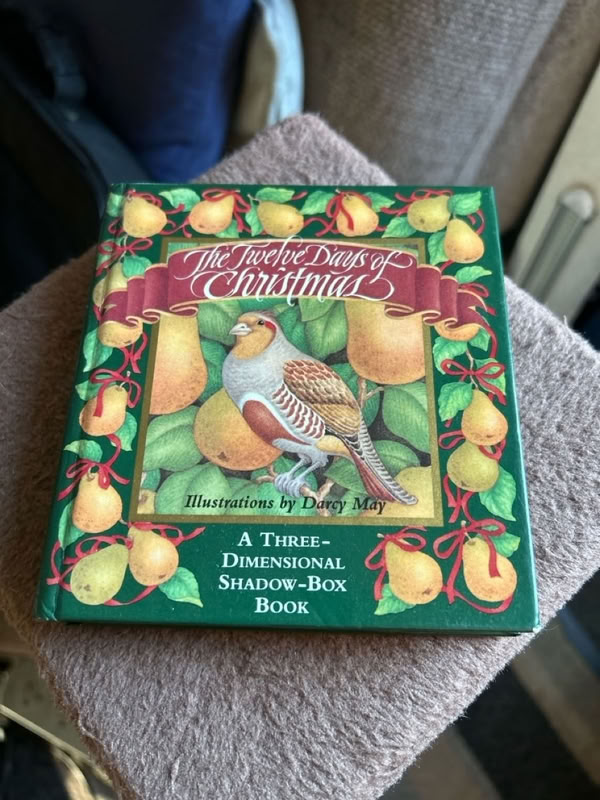 The Twelve Days of
Christmas
Illustrations by Darcy May
A Three-
Dimensional
Shadow-Box
Book